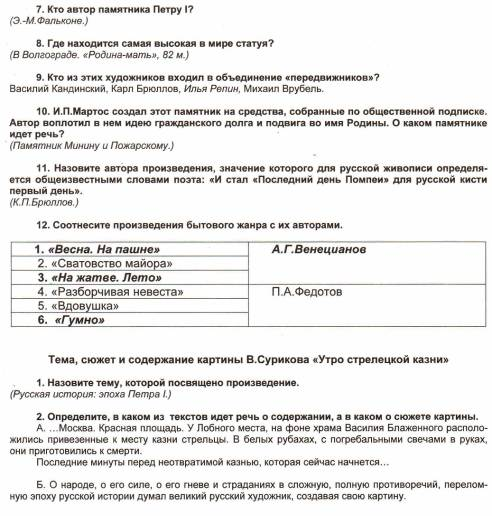 7. Кто автор памятника Петру I?
(Э.-М.Фальконе.)
8. Где находится самая высокая в мире статуя?
(В Волгограде. «Родина-мать», 82 м.)
9. Кто из этих художников входил в объединение «передвижников»?
Василий Кандинский, Карл Брюллов, Илья Репин, Михаил Врубель.
10. И.П.Мартос создал этот памятник на средства, собранные по общественной подписке.
Автор воплотил в нем идею гражданского долга и подвига во имя Родины. О каком памятнике
идет речь?
(Памятник Минину и Пожарскому.)
11. Назовите автора произведения, значение которого для русской живописи определя-
ется общеизвестными словами поэта: «И стал «Последний день Помпеи» для русской кисти
первый день».
(К.П.Брюллов.)
12. Соотнесите произведения бытового жанра с их авторами.
1. «Весна. На пашне» А.Г.Венецианов
2. «Сватовство майора»
3. «На жатве. Лето»
4. «Разборчивая невеста» П.А.Федотов
5. «Вдовушка»
6. «Гумно»
Тема, сюжет и содержание картины В.Сурикова «Утро стрелецкой казни»
1. Назовите тему, которой посвящено произведение.
(Русская история: эпоха Петра I.)
2. Определите, в каком из текстов идет речь о содержании, а в каком о сюжете картины.
А. ...Москва. Красная площадь. У Лобного места, на фоне храма Василия Блаженного располо-
жились привезенные к месту казни стрельцы. В белых рубахах, с погребальными свечами в руках,
они приготовились к смерти.
Последние минуты перед неотвратимой казнью, которая сейчас начнется...
Б. О народе, о его силе, о его гневе и страданиях в сложную, полную противоречий, перелом-
ную эпоху русской истории думал великий русский художник, создавая свою картину.